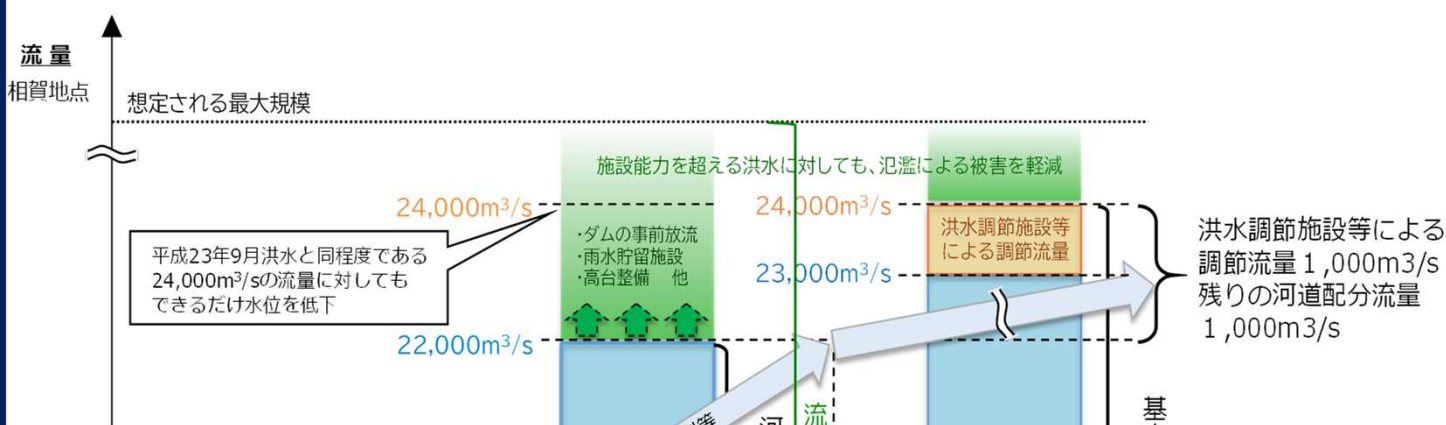 流量
相賀地点
想定される最大規模
施設能力を超える洪水に対しても、氾濫による被害を軽減
24,000m³/s
24,000m³/s
平成23年9月洪水と同程度である
24,000m³/sの流量に対しても
できるだけ水位を低下
・ダムの事前放流
・雨水貯留施設
・高台整備 他
洪水調節施設等
による調節流量
23,000m³/s
22,000m³/s
洪水調節施設等による
調節流量1,000m3/s
残りの河道配分流量
1,000m3/s
等
河
流
基